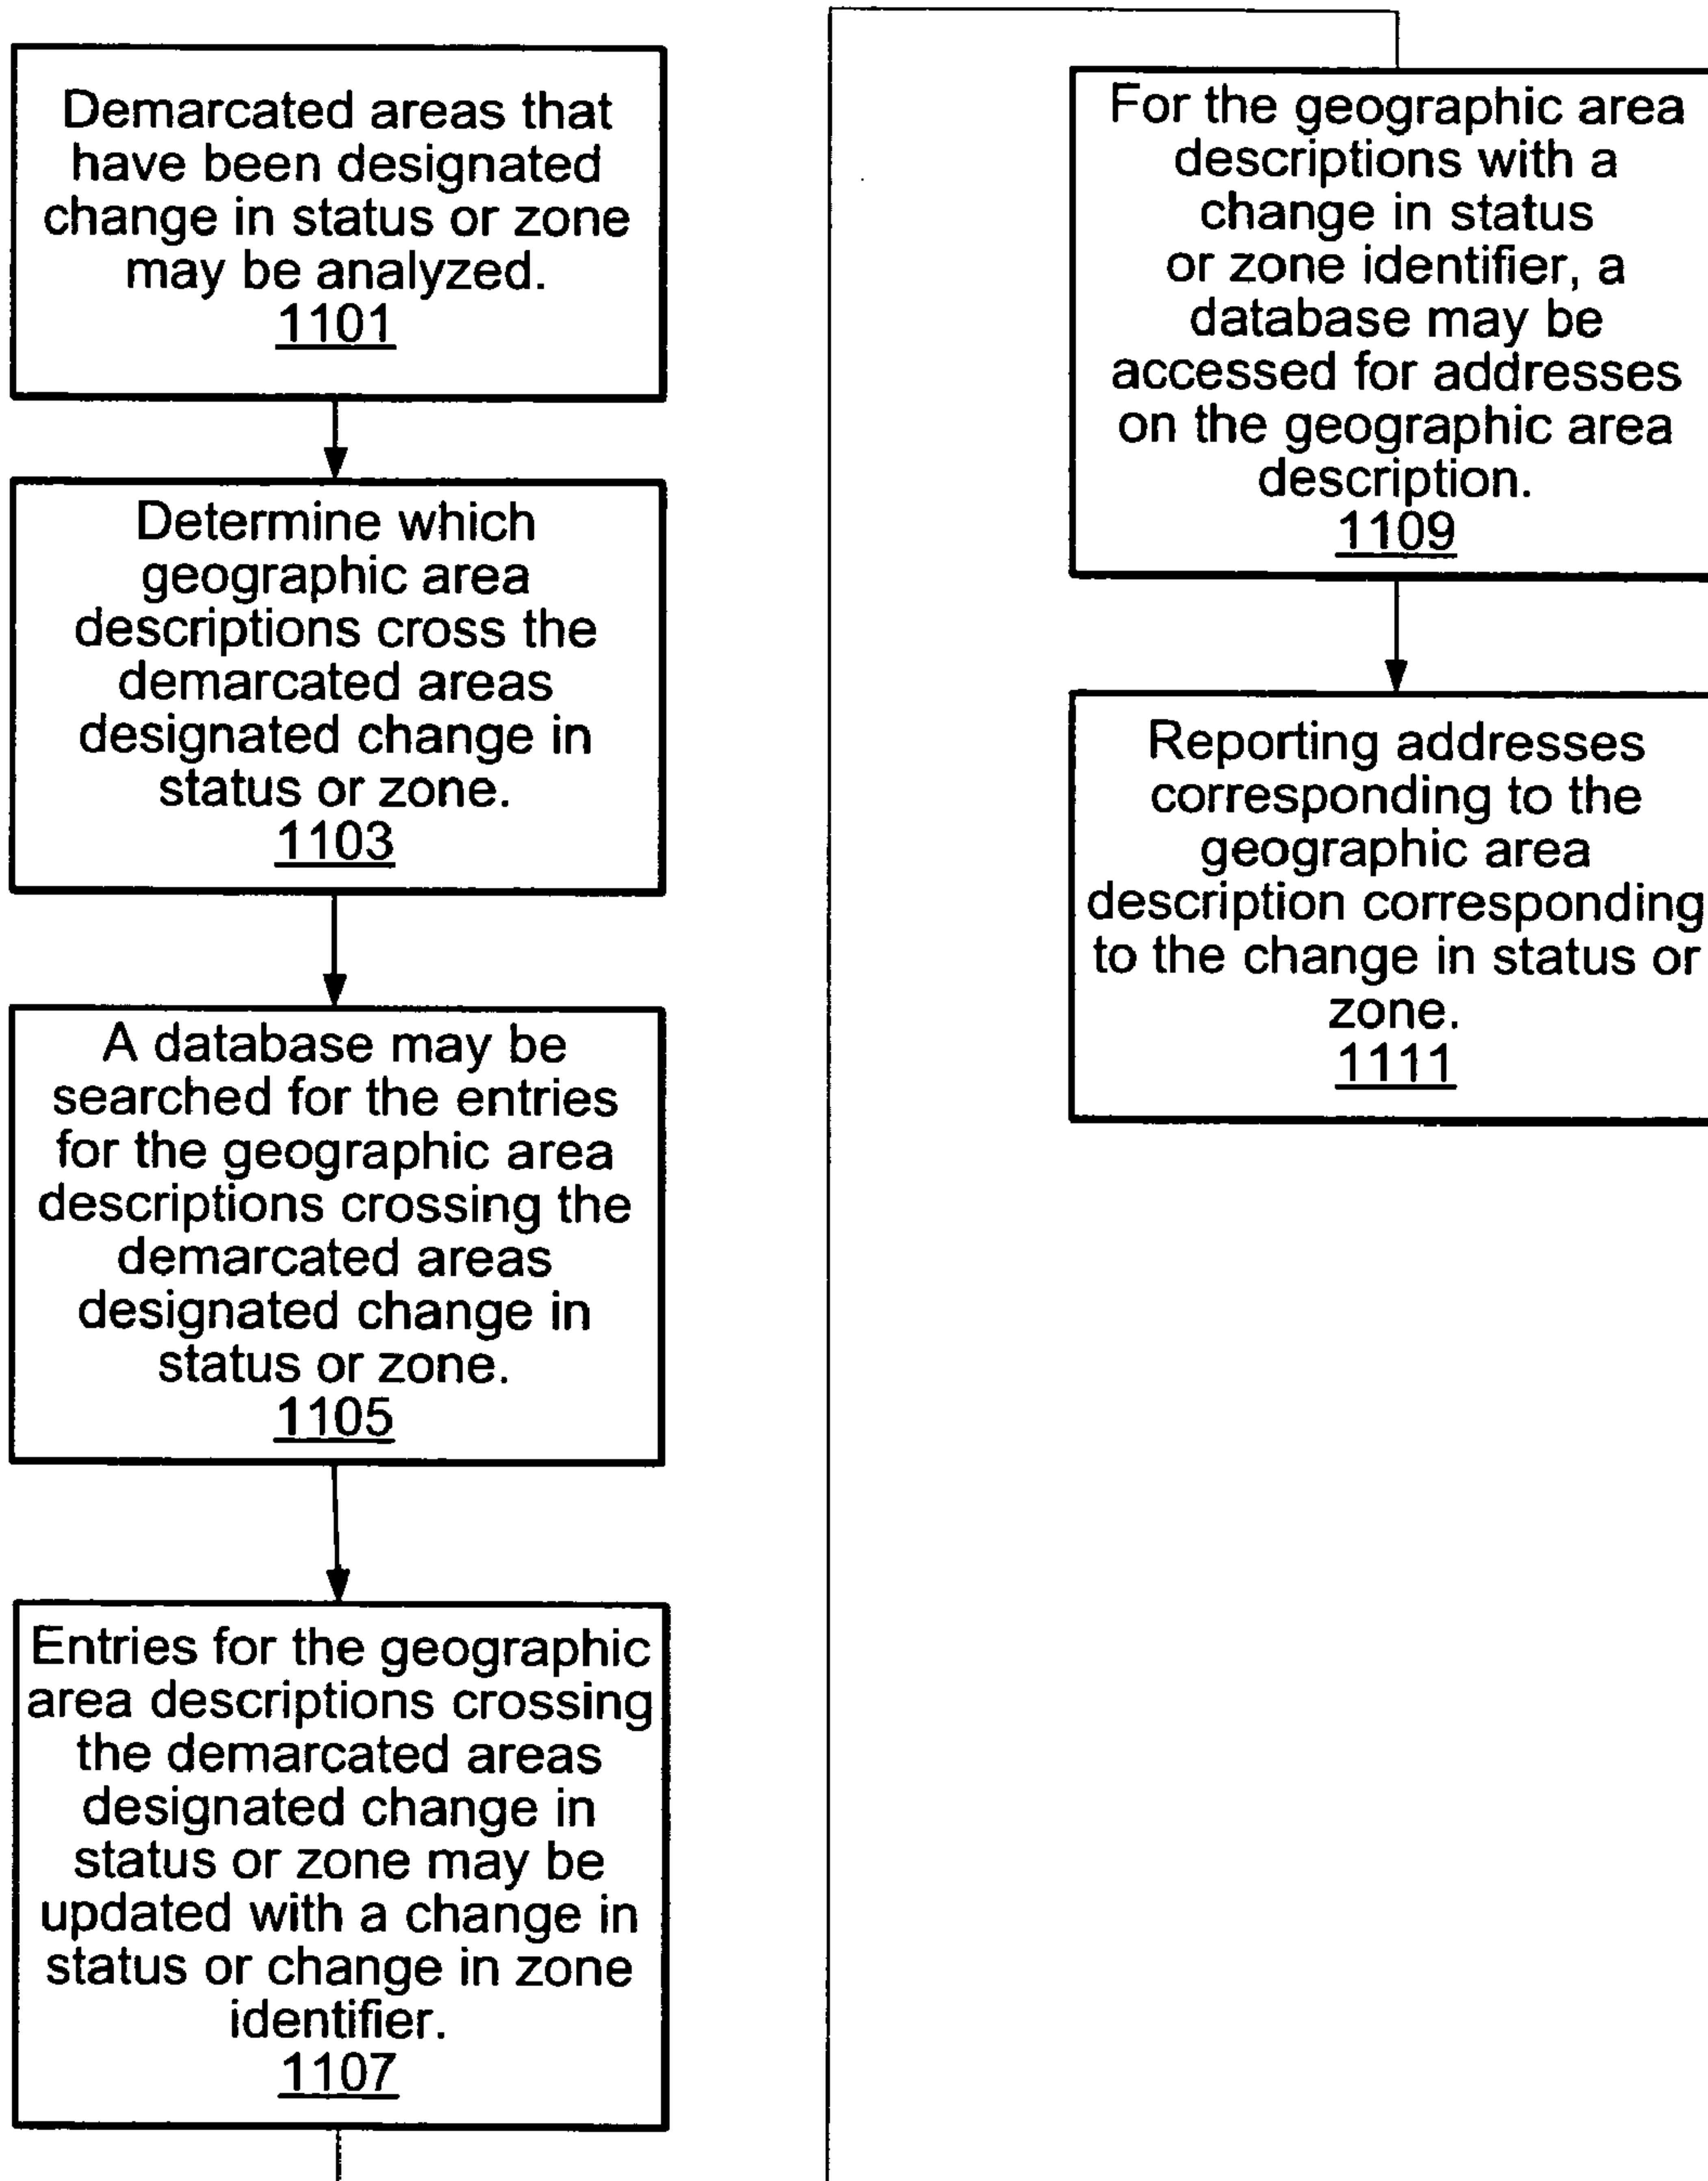 Demarcated areas that
have been designated
change in status or zone
may be analyzed.
1101
Determine which
geographic area
descriptions cross the
demarcated areas
designated change in
status or zone.
1103
A database may be
searched for the entries
for the geographic area
descriptions crossing the
demarcated areas
designated change in
status or zone.
1105
Entries for the geographic
area descriptions crossing
the demarcated areas
designated change in
status or zone may be
updated with a change in
status or change in zone
identifier.
1107
For the geographic area
descriptions with a
change in status
or zone identifier, a
database may be
accessed for addresses
on the geographic area
description.
1109
Reporting addresses
corresponding to the
geographic area
description corresponding
to the change in status or
zone.
1111